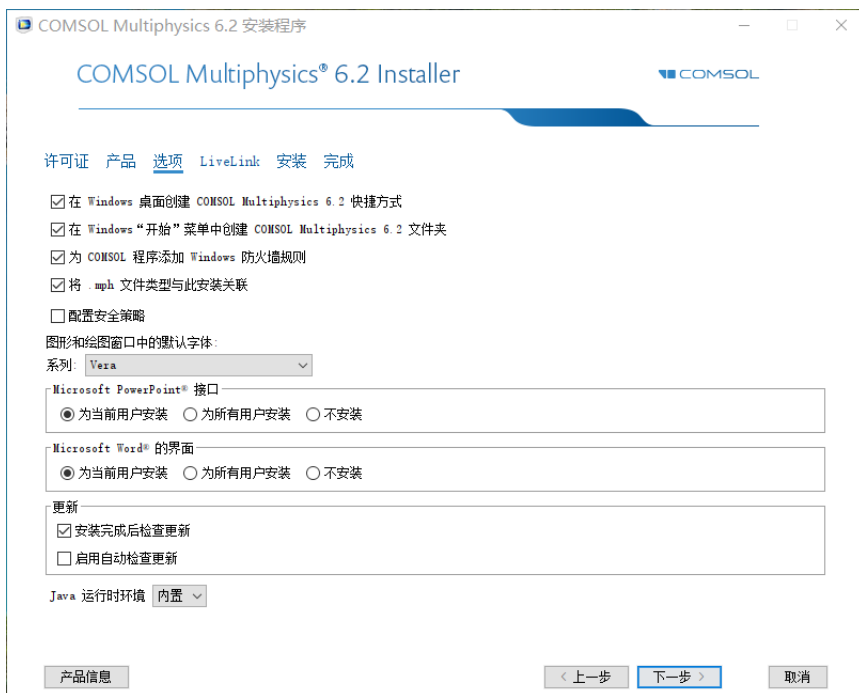 COMSOL Multiphysics 6.2 安装程序
COMSOL Multiphysics® 6.2 Installer
COMSOL
许可证 产品 选项 LiveLink 安装 完成
在 Windows 桌面创建 COMSOL Multiphysics 6.2 快捷方式
在 Windows“开始”菜单中创建 COMSOL Multiphysics 6.2 文件夹
为 COMSOL 程序添加 Windows 防火墙规则
将 .mph 文件类型与此安装关联
配置安全策略
图形和绘图窗口中的默认字体:
系列: Vera
Microsoft PowerPoint® 接口
为当前用户安装 为所有用户安装 不安装
Microsoft Word® 的界面
为当前用户安装 为所有用户安装 不安装
更新
安装完成后检查更新
启用自动检查更新
Java 运行时环境 内置
产品信息 < 上一步 下一步 > 取消